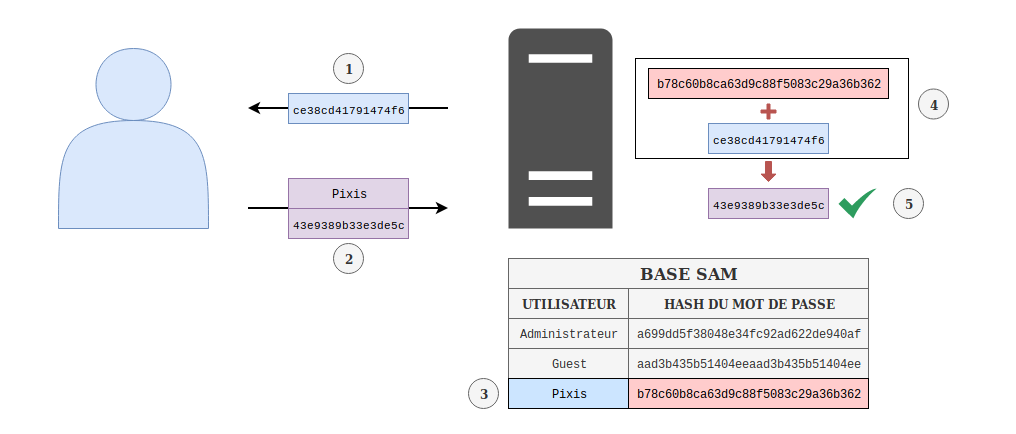 1
ce38cd41791474f6
Pixis
43e9389b33e3de5c
2
b78c60b8ca63d9c88f5083c29a36b362
+
ce38cd41791474f6
4
43e9389b33e3de5c
5
BASE SAM
UTILISATEUR HASH DU MOT DE PASSE
Administrateur a699dd5f38048e34fc92ad622de940af
Guest aad3b435b51404eeaad3b435b51404ee
3 Pixis b78c60b8ca63d9c88f5083c29a36b362